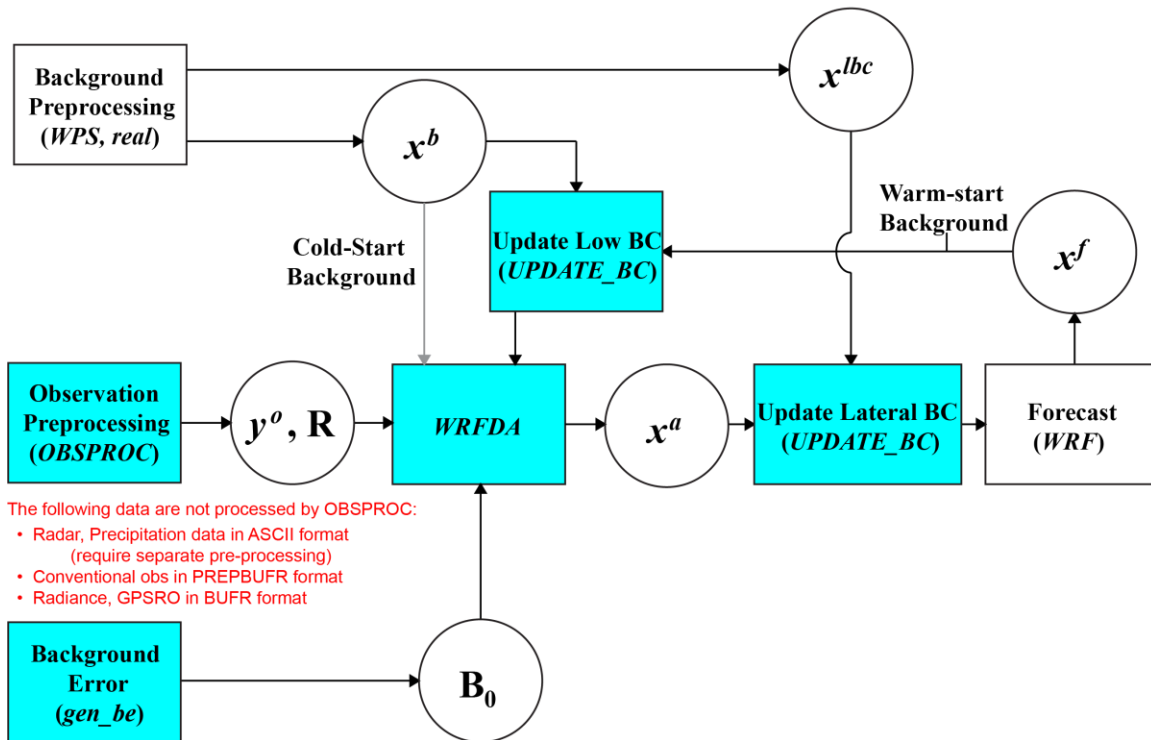 Background
Preprocessing
(WPS, real)
x^b
x^lbc
Cold-Start
Background
Update Low BC
(UPDATE_BC)
Warm-start
Background
x^f
Observation
Preprocessing
(OBSPROC)
y^o, R
WRFDA
x^a
Update Lateral BC
(UPDATE_BC)
Forecast
(WRF)
The following data are not processed by OBSPROC:
• Radar, Precipitation data in ASCII format
(require separate pre-processing)
• Conventional obs in PREPBUFR format
• Radiance, GPSRO in BUFR format
Background
Error
(gen_be)
B_0